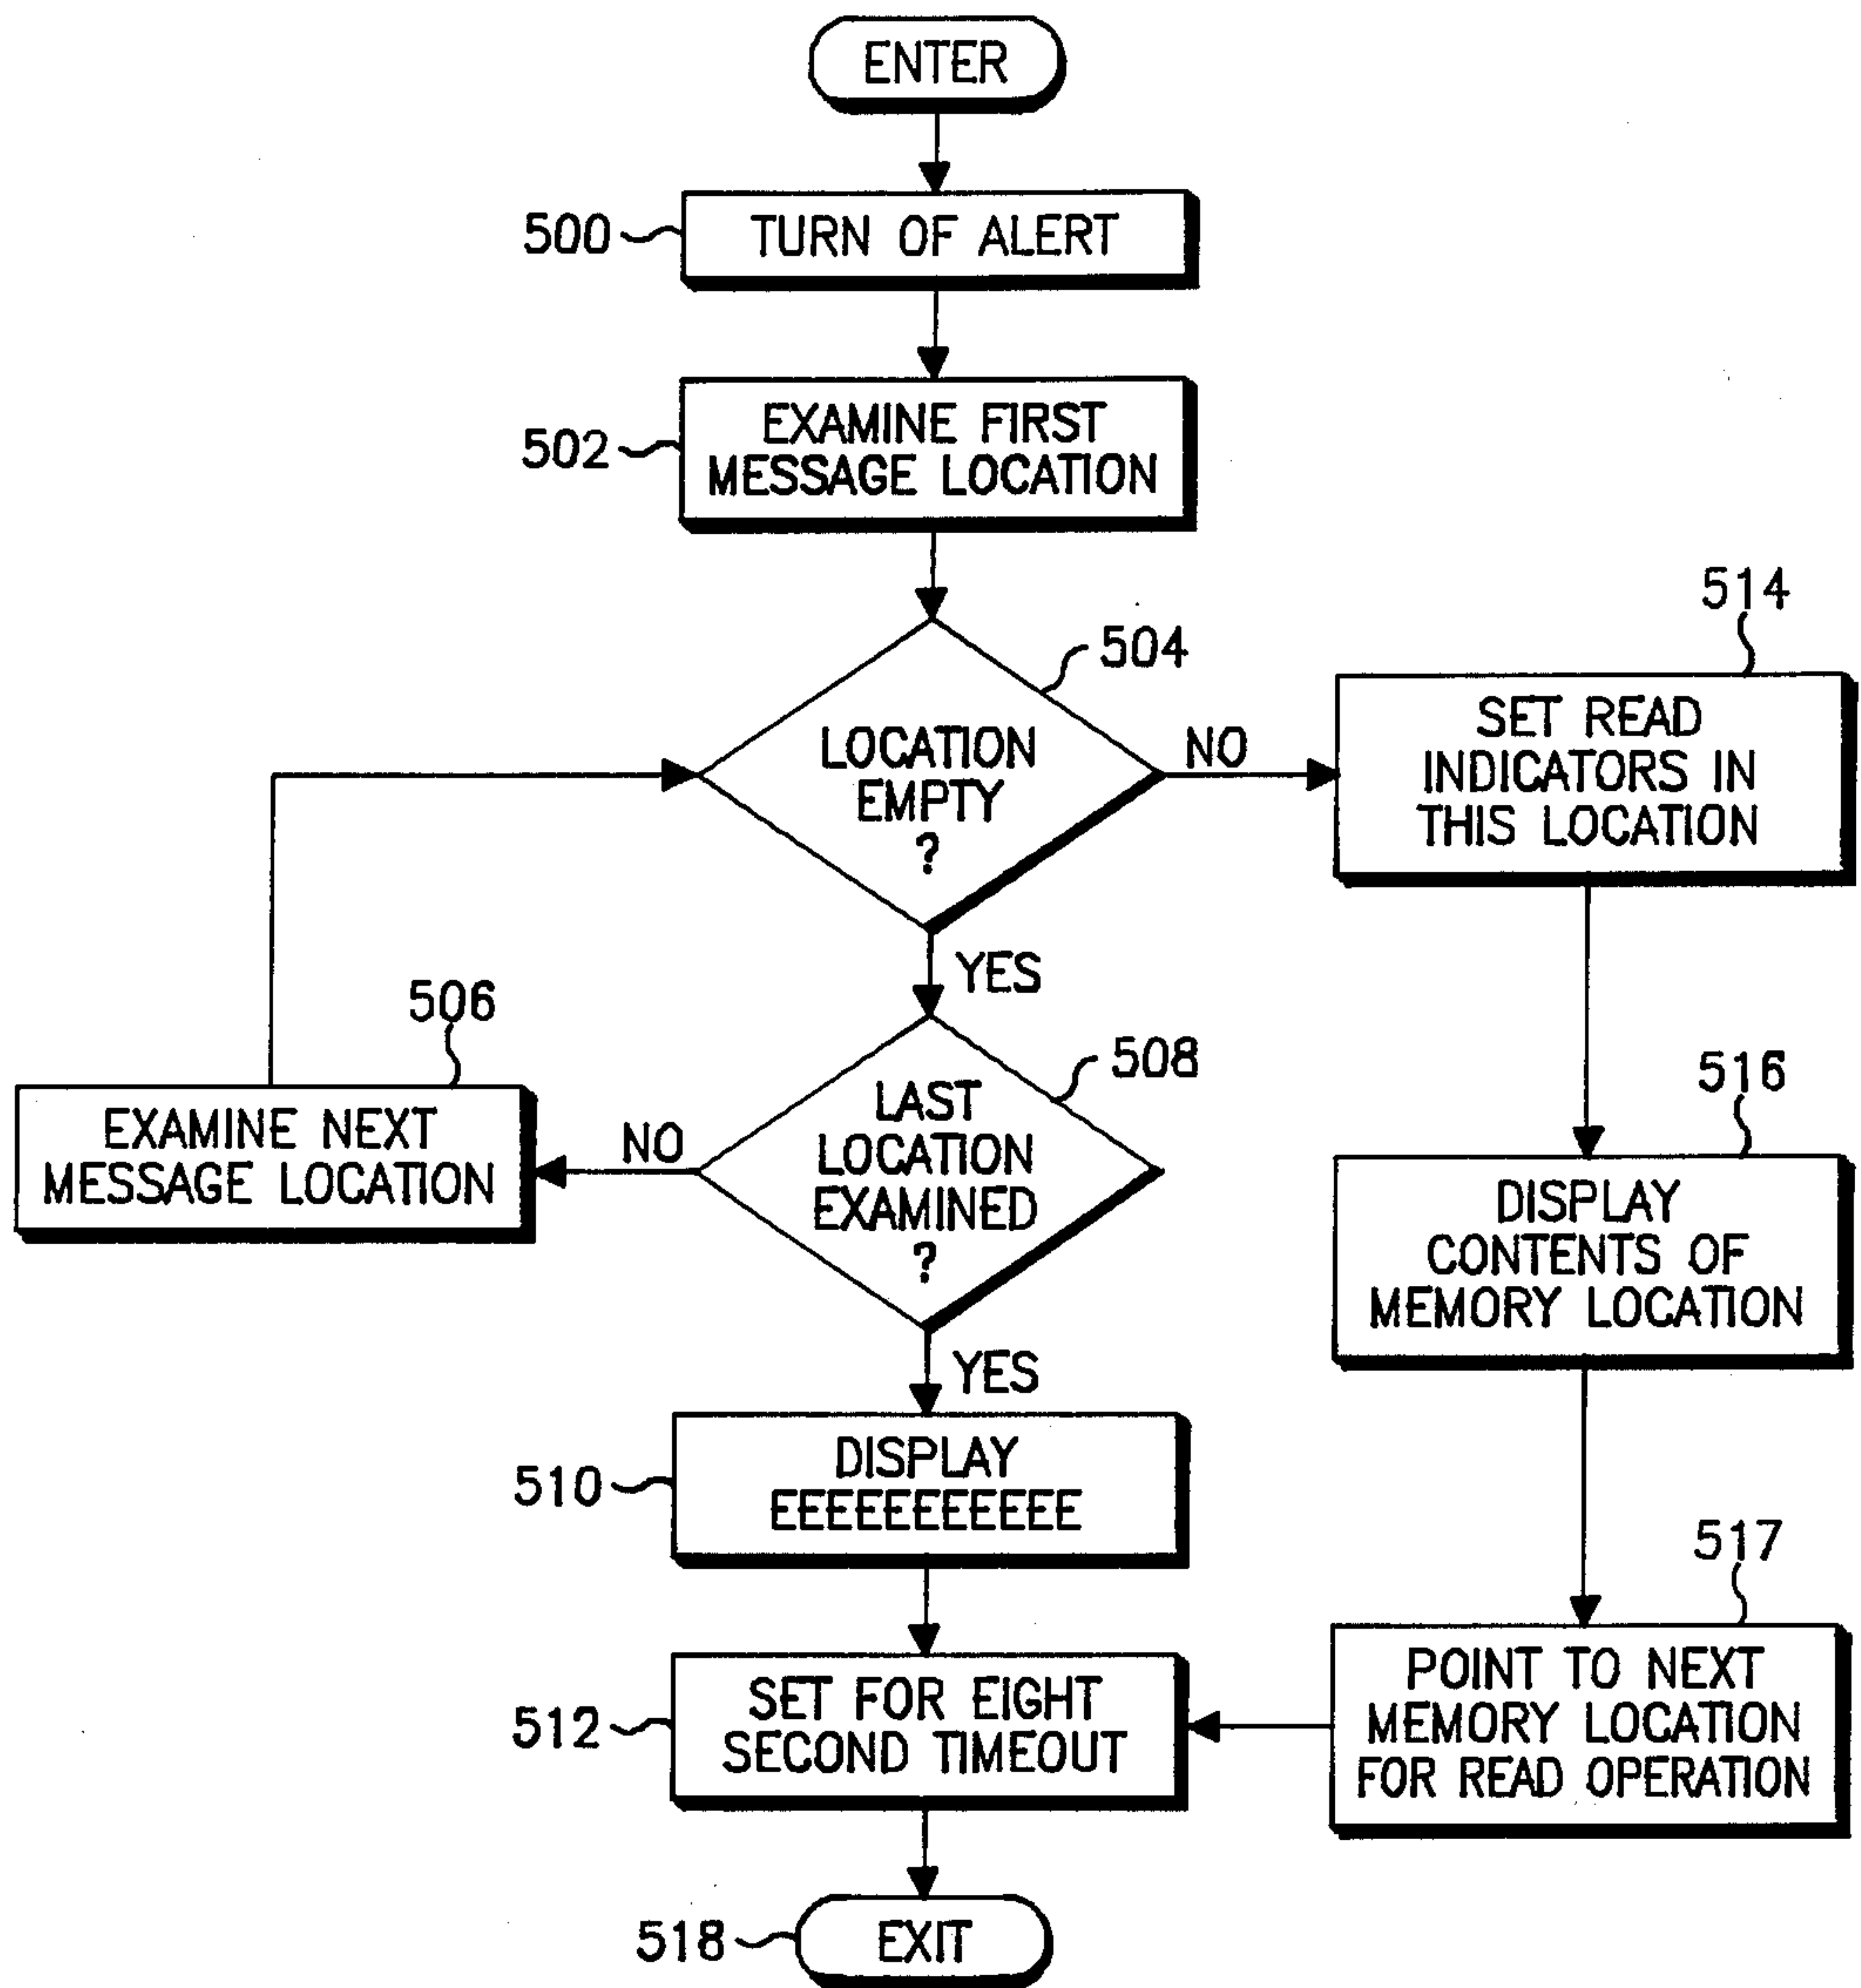 ENTER
500
TURN OF ALERT
502
EXAMINE FIRST
MESSAGE LOCATION
504
LOCATION
EMPTY
?
NO
YES
514
SET READ
INDICATORS IN
THIS LOCATION
506
EXAMINE NEXT
MESSAGE LOCATION
NO
508
LAST
LOCATION
EXAMINED
?
YES
516
DISPLAY
CONTENTS OF
MEMORY LOCATION
510
DISPLAY
EEEEEEEEEEE
517
POINT TO NEXT
MEMORY LOCATION
FOR READ OPERATION
512
SET FOR EIGHT
SECOND TIMEOUT
518
EXIT